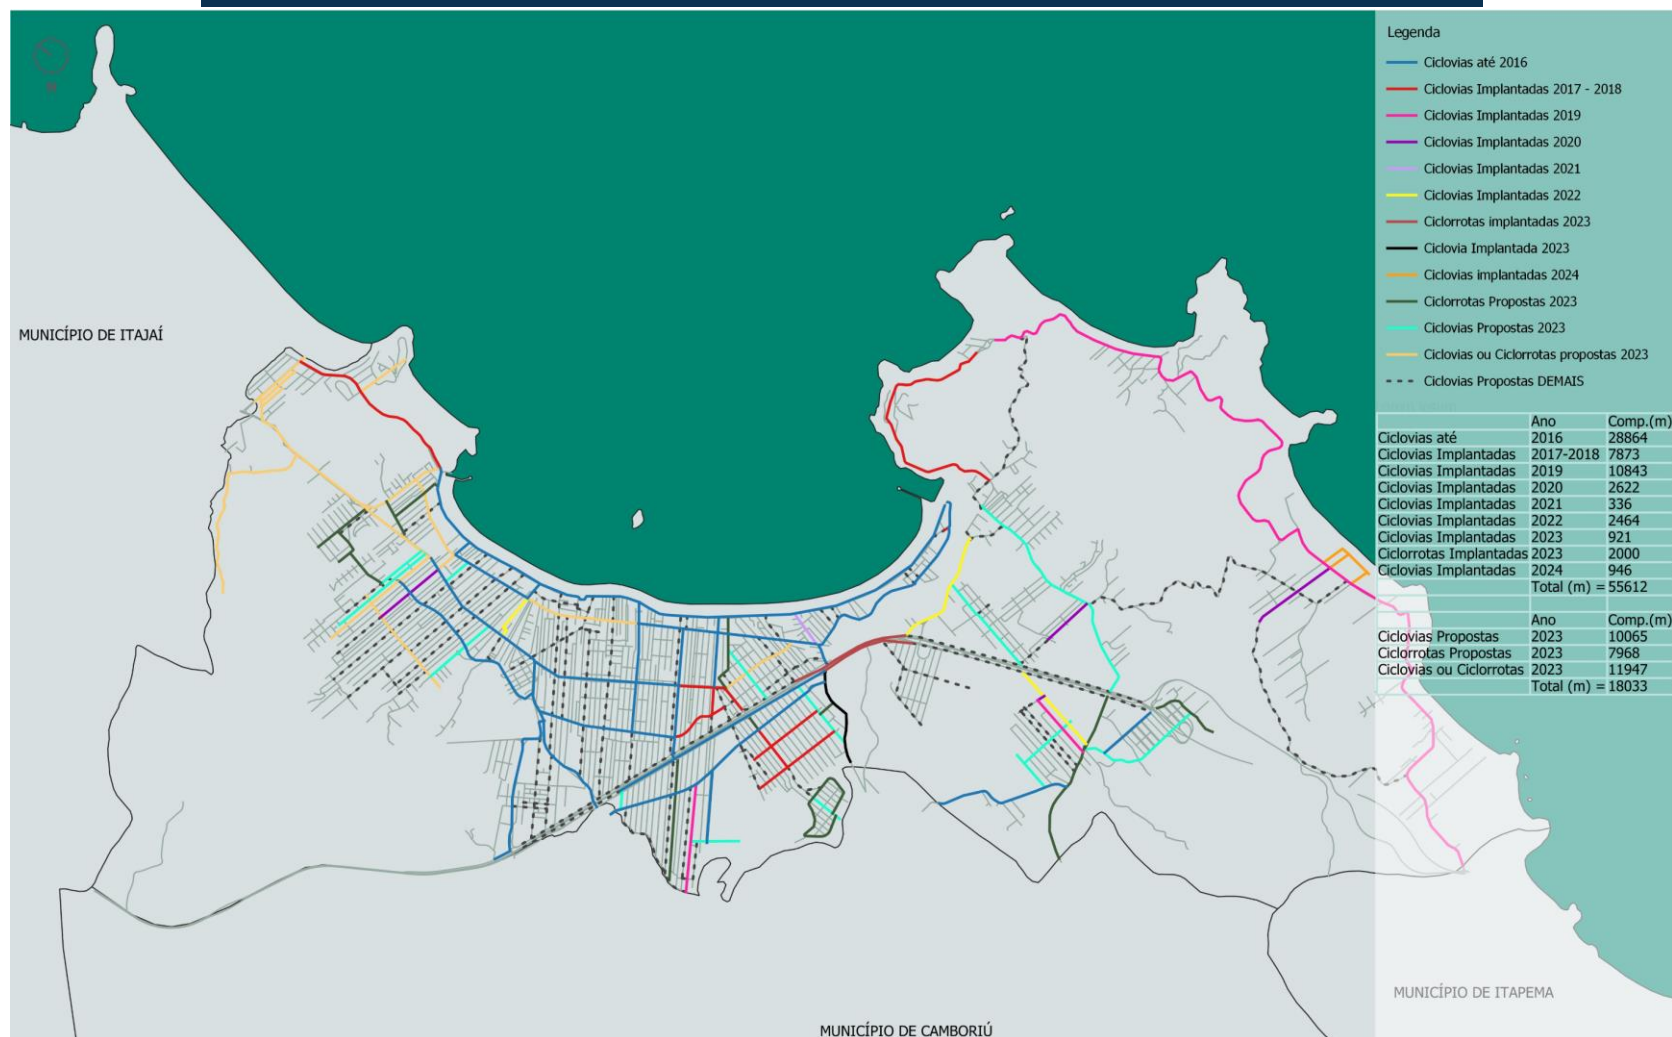 Legenda
Ciclovias até 2016
Ciclovias Implantadas 2017 - 2018
Ciclovias Implantadas 2019
Ciclovias Implantadas 2020
Ciclovias Implantadas 2021
Ciclovias Implantadas 2022
Ciclorrotas implantadas 2023
Ciclovia Implantada 2023
Ciclovias implantadas 2024
Ciclorrotas Propostas 2023
Ciclovias Propostas 2023
Ciclovias ou Ciclorrotas propostas 2023
Ciclovias Propostas DEMAIS
MUNICÍPIO DE ITAJAÍ
Ano Comp.(m)
Ciclovias até 2016 28864
Ciclovias Implantadas 2017-2018 7873
Ciclovias Implantadas 2019 10843
Ciclovias Implantadas 2020 2622
Ciclovias Implantadas 2021 336
Ciclovias Implantadas 2022 2464
Ciclovias Implantadas 2023 921
Ciclorrotas Implantadas 2023 2000
Ciclovias Implantadas 2024 946
Total (m) = 55612
Ano Comp.(m)
Ciclovias Propostas 2023 10065
Ciclorrotas Propostas 2023 7968
Ciclovias ou Ciclorrotas 2023 11947
Total (m) = 18033
MUNICÍPIO DE ITAPEMA
MUNICÍPIO DE CAMBORIÚ